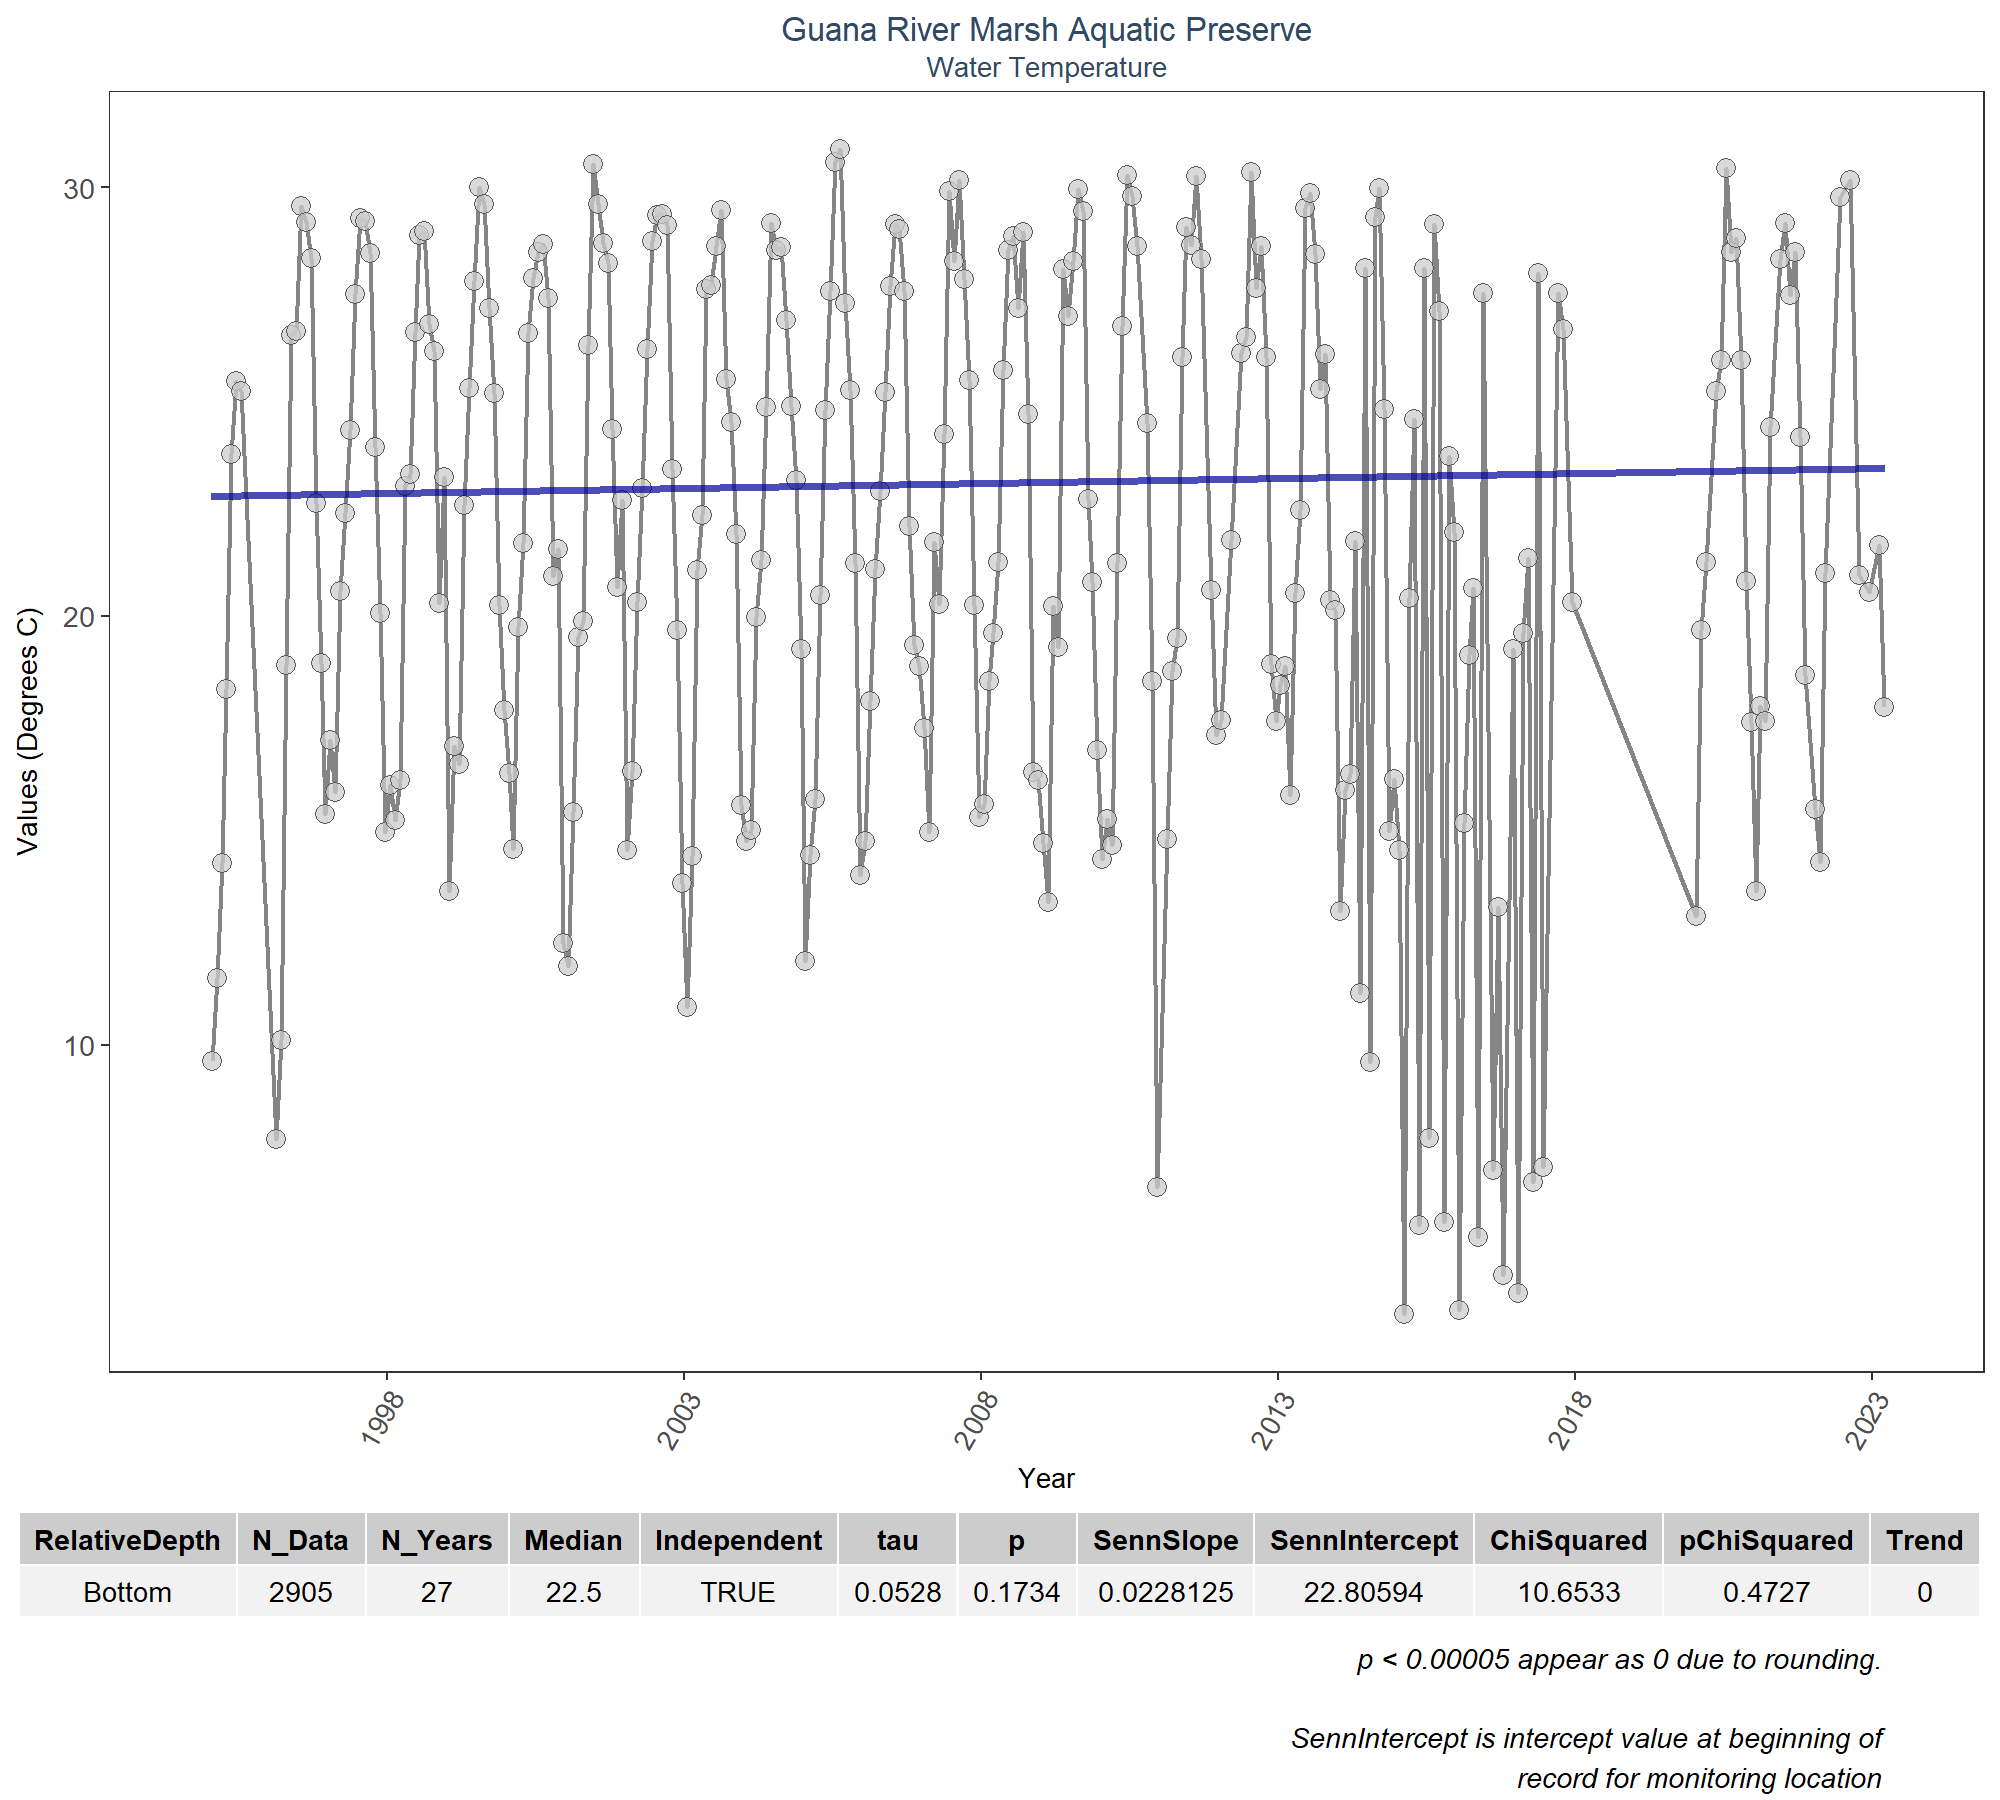 Guana River Marsh Aquatic Preserve
Water Temperature
Values (Degrees C)
30
20
10
1998 2003 2008 2013 2018 2023
Year
RelativeDepth N_Data N_Years Median Independent tau p SennSlope SennIntercept ChiSquared pChiSquared Trend
Bottom 2905 27 22.5 TRUE 0.0528 0.1734 0.0228125 22.80594 10.6533 0.4727 0
p < 0.00005 appear as 0 due to rounding.
SennIntercept is intercept value at beginning of
record for monitoring location